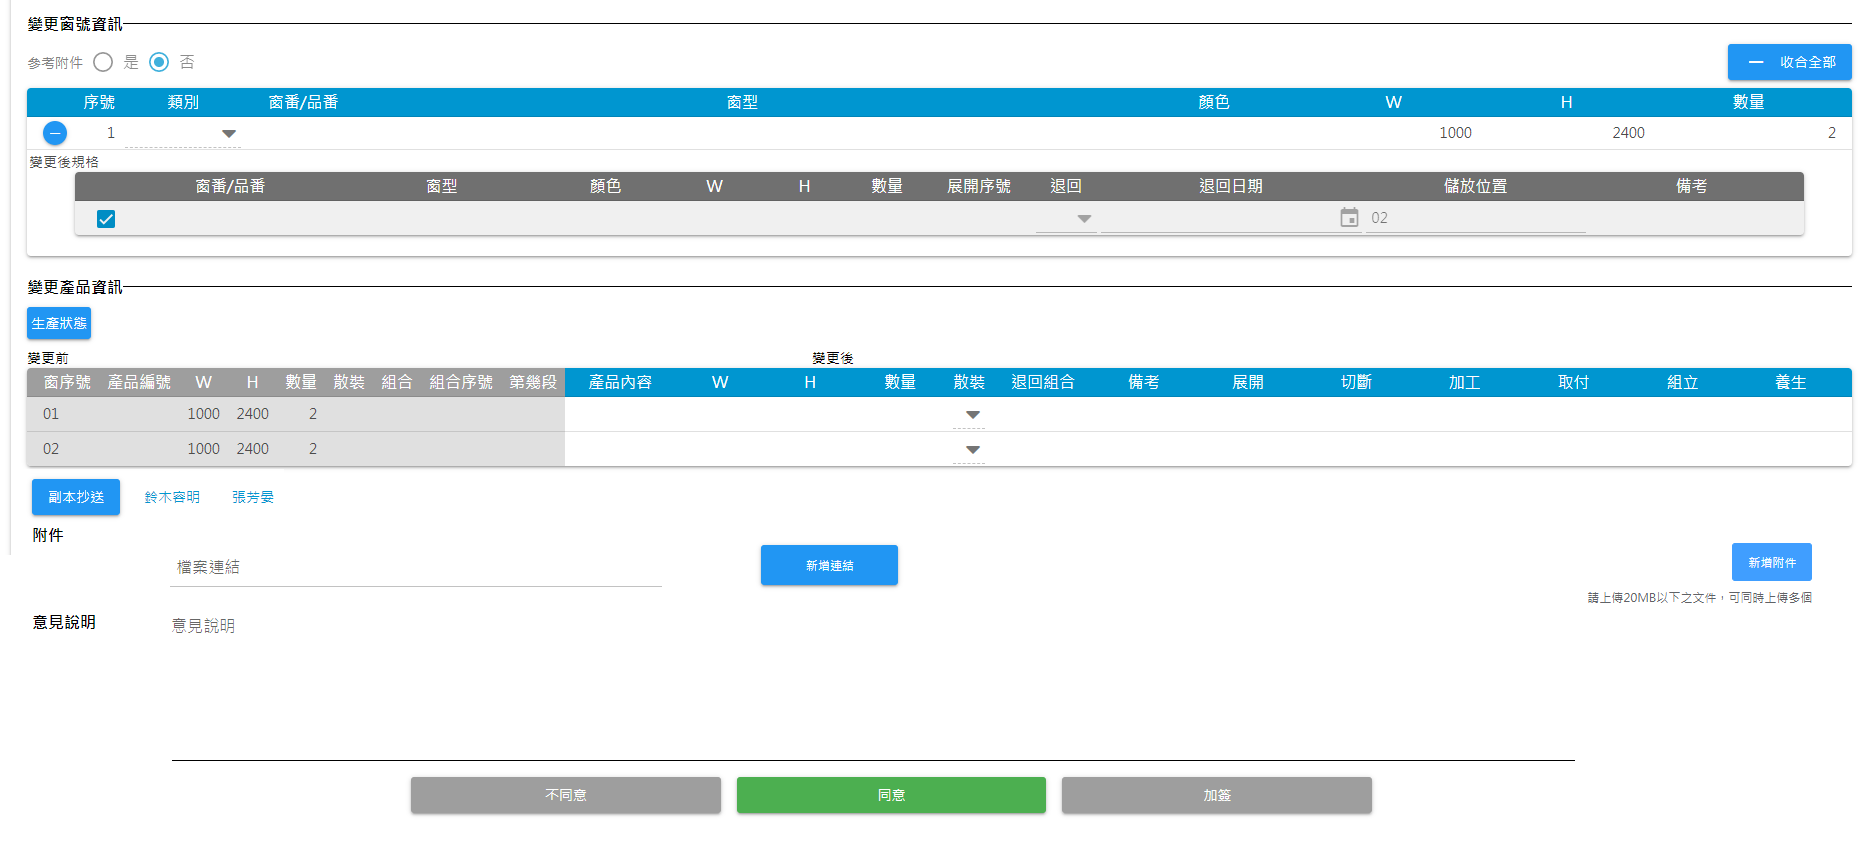 變更窗號資訊
參考附件 是 否 收合全部
序號 類別 窗番/品番 窗型 顏色 W H 數量
1 1000 2400 2
變更後規格
窗番/品番 窗型 顏色 W H 數量 展開序號 退回 退回日期 儲放位置 備考
02
變更產品資訊
生產狀態
變更前 變更後
窗序號 產品編號 W H 數量 散裝 組合 組合序號 第幾段 產品內容 W H 數量 散裝 退回組合 備考 展開 切斷 加工 取付 組立 養生
01 1000 2400 2
02 1000 2400 2
副本抄送 鈴木容明 張芳晏
附件
檔案連結 新增連結 新增附件
請上傳20MB以下之文件，可同時上傳多個
意見說明 意見說明
不同意 同意 加簽